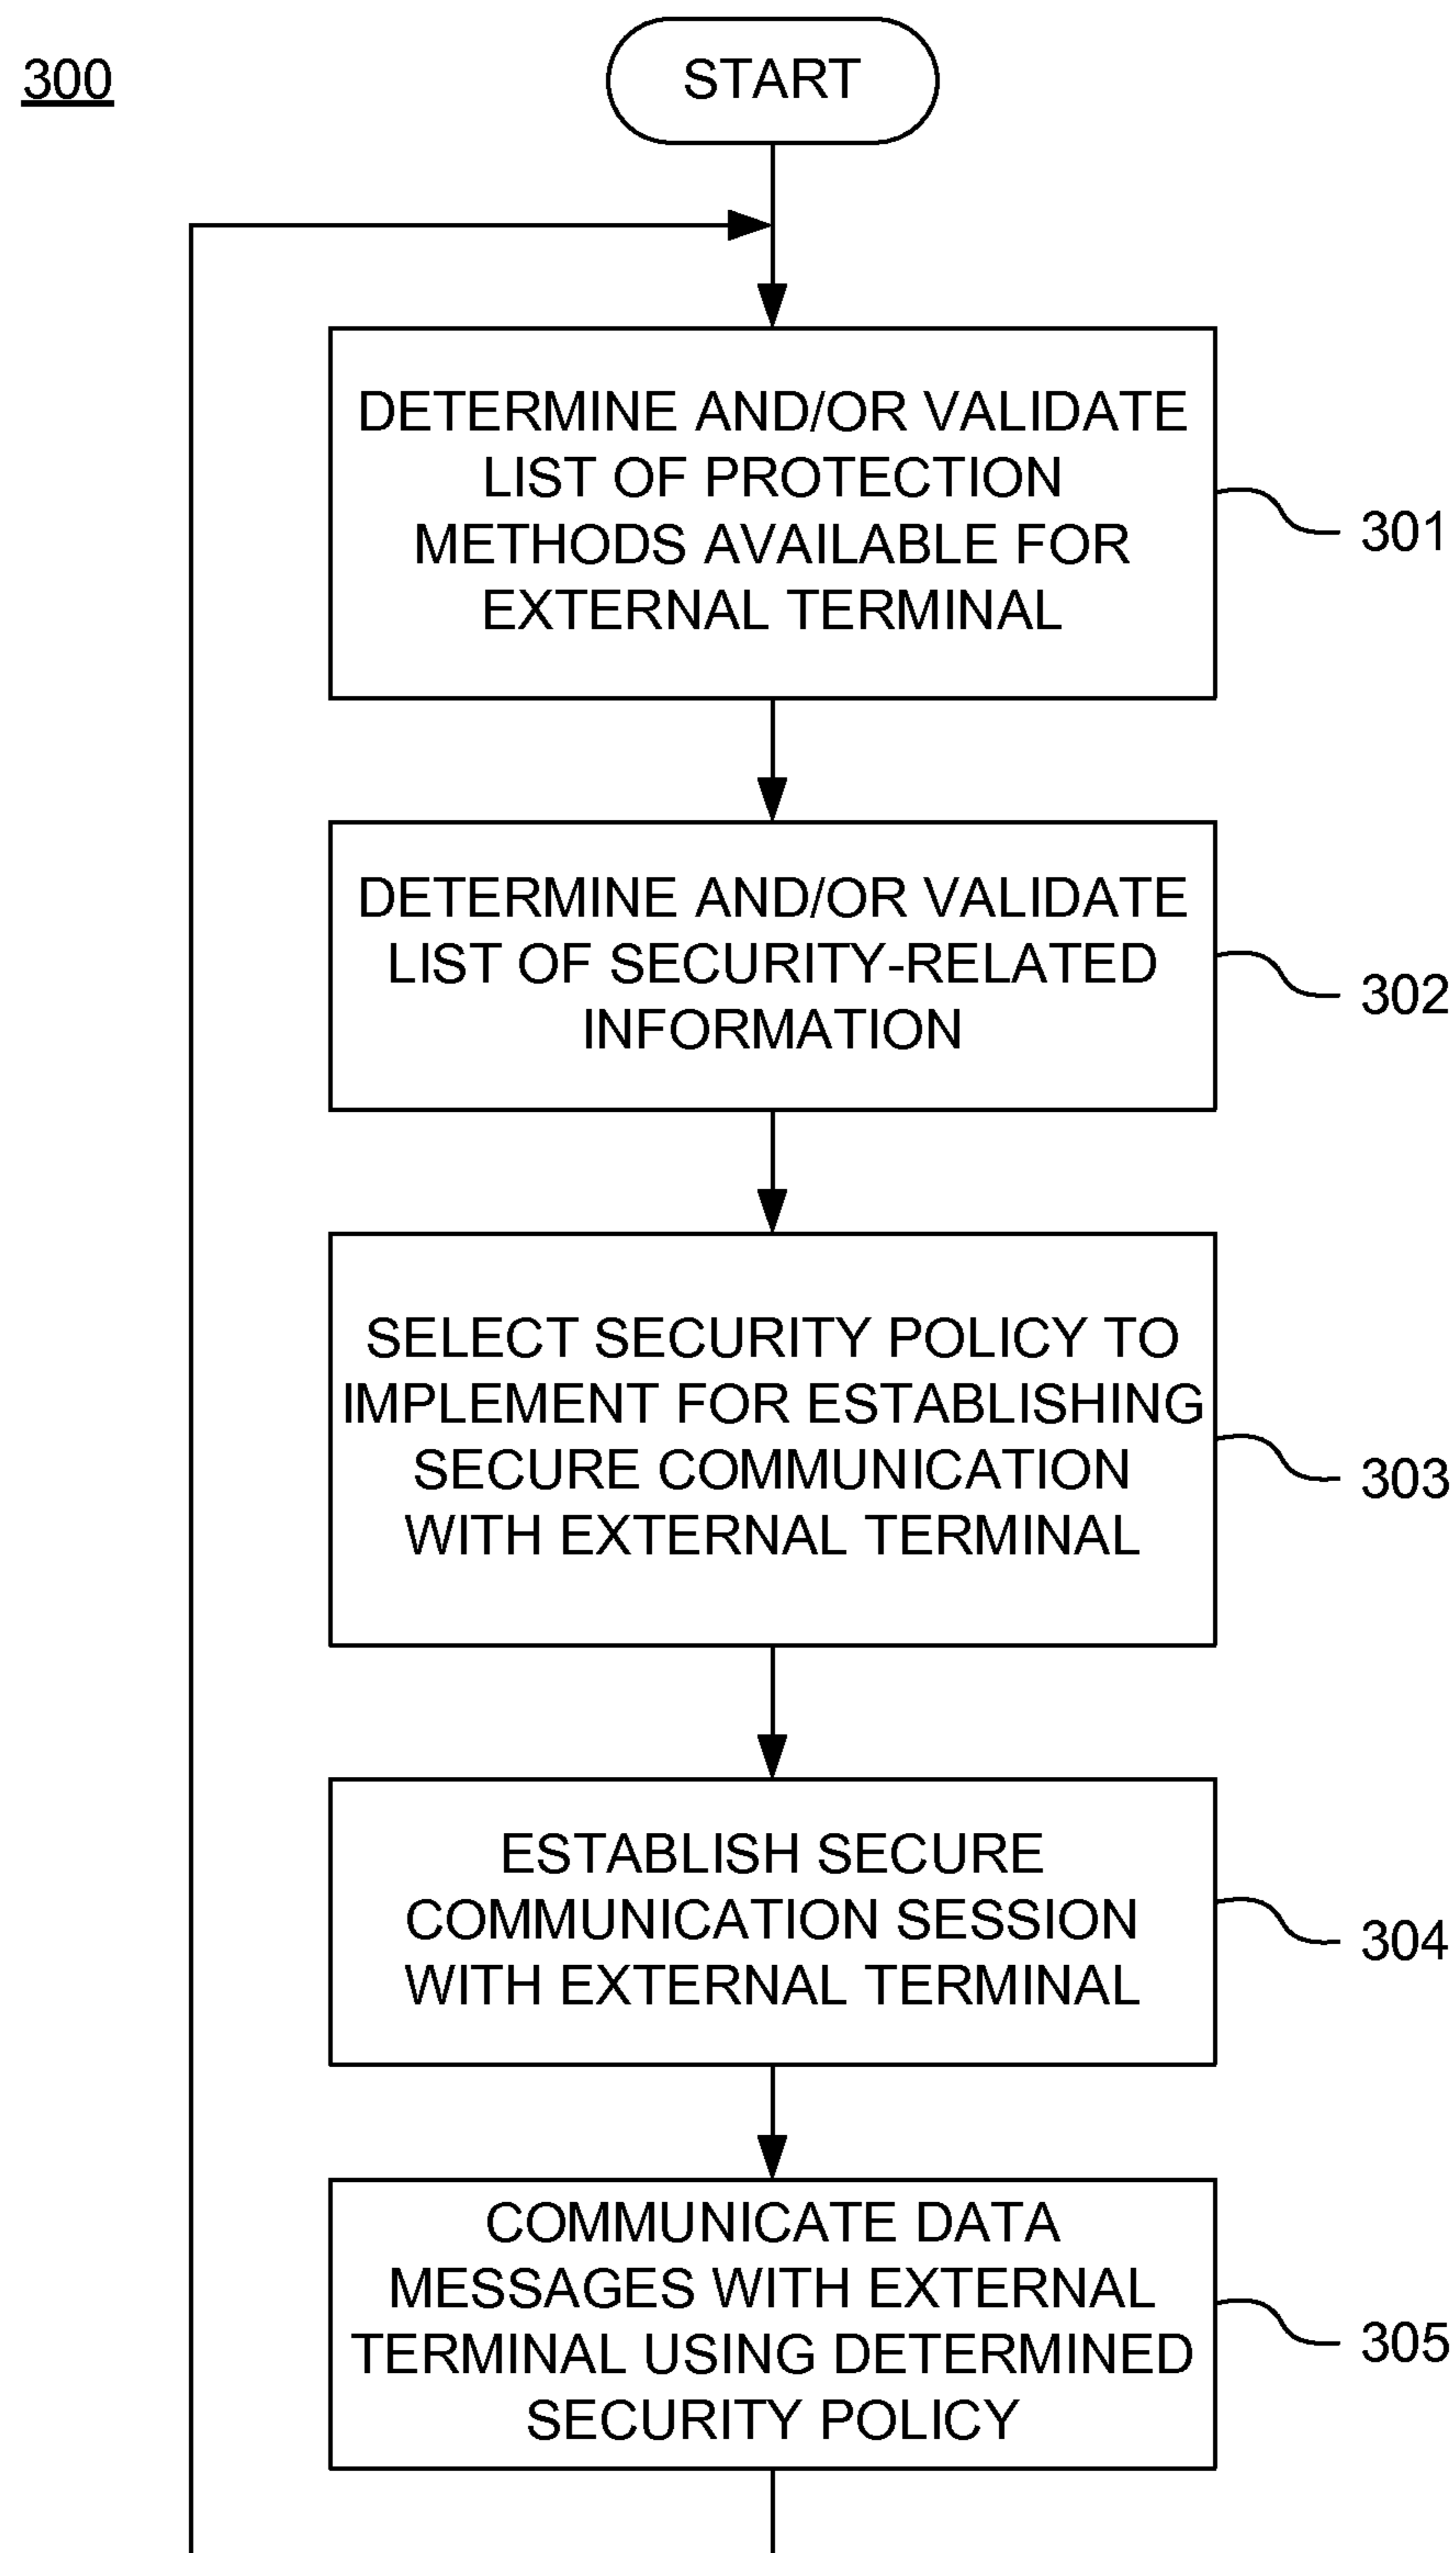 300
START
DETERMINE AND/OR VALIDATE
LIST OF PROTECTION
METHODS AVAILABLE FOR
EXTERNAL TERMINAL
301
DETERMINE AND/OR VALIDATE
LIST OF SECURITY-RELATED
INFORMATION
302
SELECT SECURITY POLICY TO
IMPLEMENT FOR ESTABLISHING
SECURE COMMUNICATION
WITH EXTERNAL TERMINAL
303
ESTABLISH SECURE
COMMUNICATION SESSION
WITH EXTERNAL TERMINAL
304
COMMUNICATE DATA
MESSAGES WITH EXTERNAL
TERMINAL USING DETERMINED
SECURITY POLICY
305